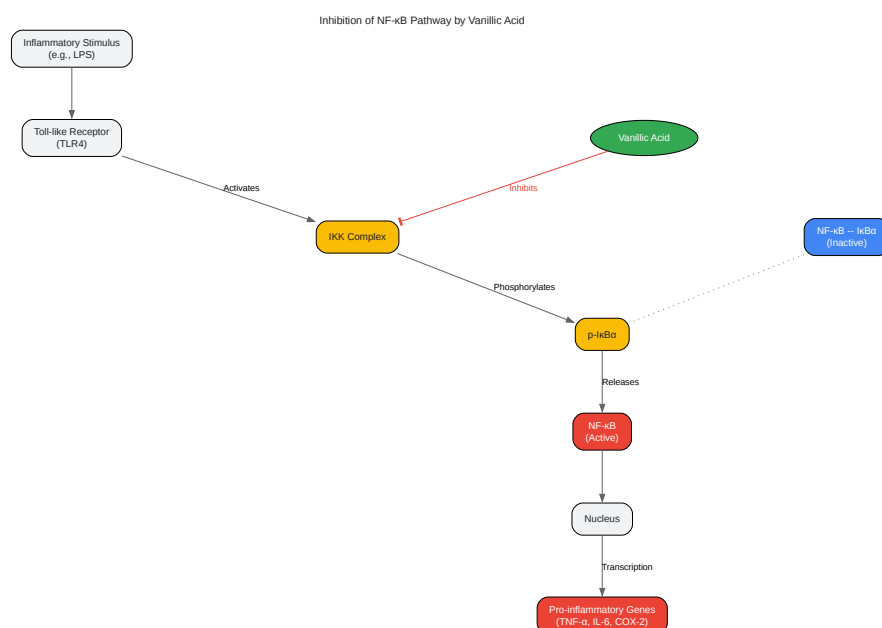 Inhibition of NF-κB Pathway by Vanillic Acid
Inflammatory Stimulus
(e.g., LPS)
Toll-like Receptor
(TLR4)
Vanillic Acid
Activates
Inhibits
IKK Complex
NF-κB -- IκBα
(Inactive)
Phosphorylates
p-IκBα
Releases
NF-κB
(Active)
Nucleus
Transcription
Pro-inflammatory Genes
(TNF-α, IL-6, COX-2)